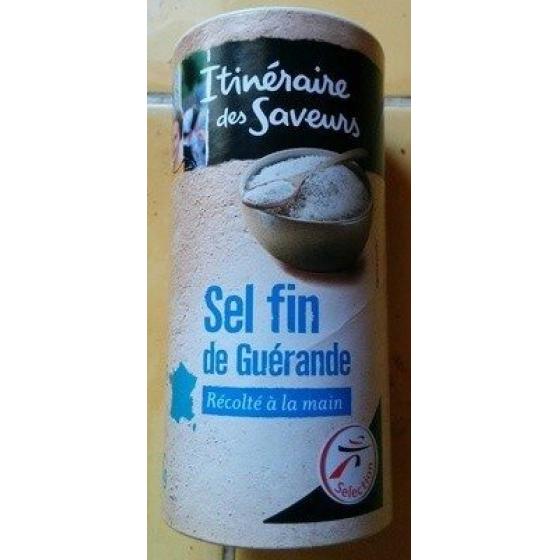 Itinéraire
des Saveurs
Sel fin
de Guérande
Récolté à la main
Sélection